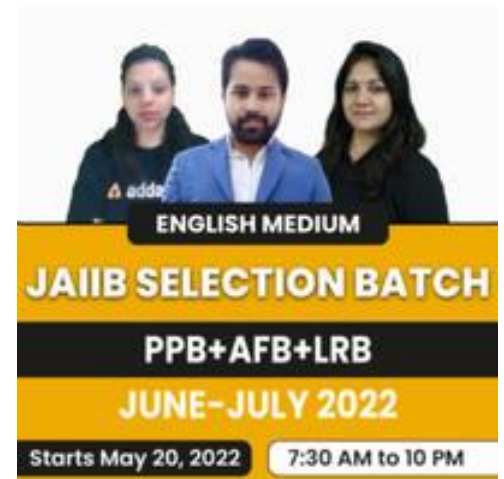 adda
ENGLISH MEDIUM
JAIIB SELECTION BATCH
PPB+AFB+LRB
JUNE-JULY 2022
Starts May 20, 2022
7:30 AM to 10 PM